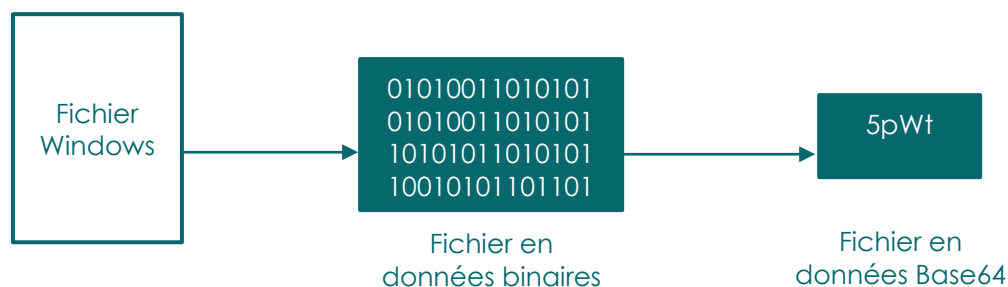 Fichier
Windows
01010011010101
01010011010101
10101011010101
10010101101101
Fichier en
données binaires
5pWt
Fichier en
données Base64